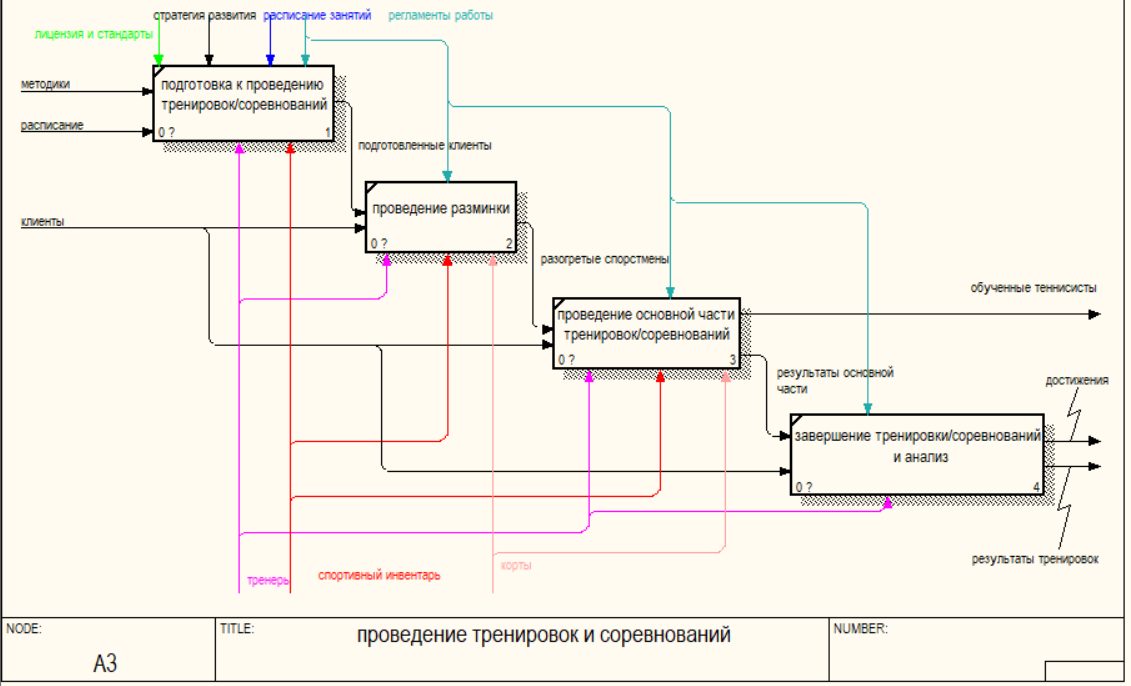 стратегия развития расписание занятий регламенты работы
лицензия и стандарты
методики
подготовка к проведению
тренировок/соревнований
расписание
0 ? 1
подготовленные клиенты
клиенты
проведение разминки
0 ? 2
разогретые спорстмены
обученные теннисисты
проведение основной части
тренировок/соревнований
0 ? 3
результаты основной
части
достижения
завершение тренировки/соревнований
и анализ
0 ? 4
результаты тренировок
корты
спортивный инвентарь
тренерь
NODE: TITLE: NUMBER:
проведение тренировок и соревнований
A3